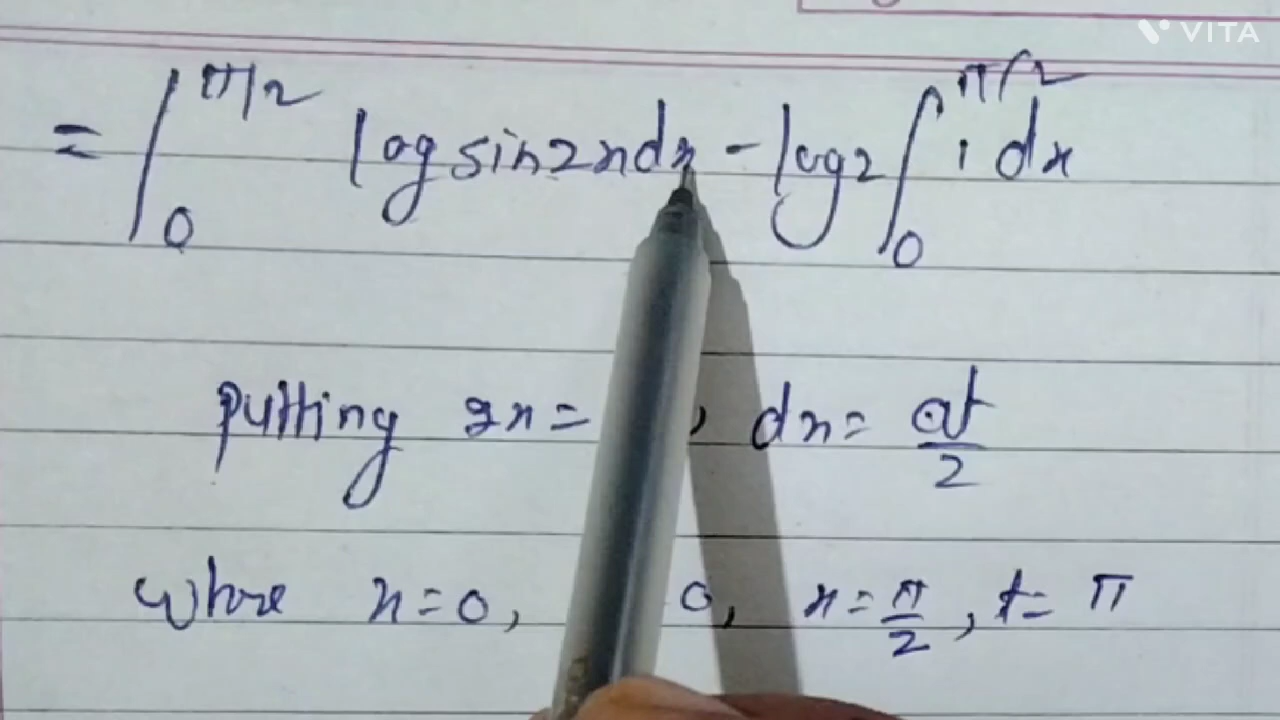 VITA
= ∫₀^π/2 log sin2x dx - log2 ∫₀^π/2 1 dx
putting 2x = , dx = dt/2
where x=0, 0, x=π/2, t=π